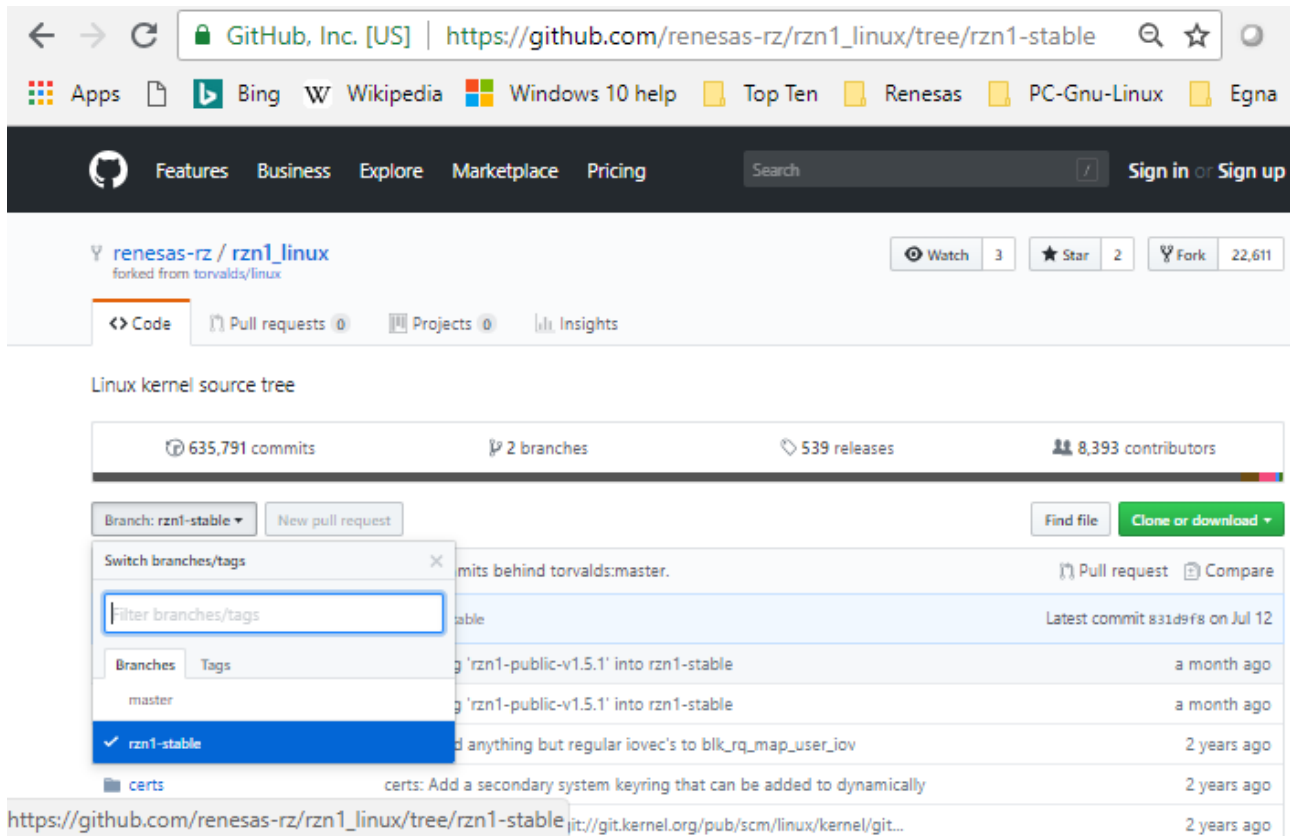 GitHub, Inc. [US] | https://github.com/renesas-rz/rzn1_linux/tree/rzn1-stable
Apps Bing W Wikipedia Windows 10 help Top Ten Renesas PC-Gnu-Linux Egna
Features Business Explore Marketplace Pricing Search / Sign in or Sign up
renesas-rz / rzn1_linux Watch 3 Star 2 Fork 22,611
forked from torvalds/linux
<> Code Pull requests 0 Projects 0 Insights
Linux kernel source tree
635,791 commits 2 branches 539 releases 8,393 contributors
Branch: rzn1-stable New pull request Find file Clone or download
Switch branches/tags
mits behind torvalds:master. Pull request Compare
Filter branches/tags
table Latest commit 831d9f8 on Jul 12
Branches Tags
g 'rzn1-public-v1.5.1' into rzn1-stable a month ago
master
g 'rzn1-public-v1.5.1' into rzn1-stable a month ago
rzn1-stable
d anything but regular iovec's to blk_rq_map_user_iov 2 years ago
certs certs: Add a secondary system keyring that can be added to dynamically 2 years ago
https://github.com/renesas-rz/rzn1_linux/tree/rzn1-stable it://git.kernel.org/pub/scm/linux/kernel/git... 2 years ago